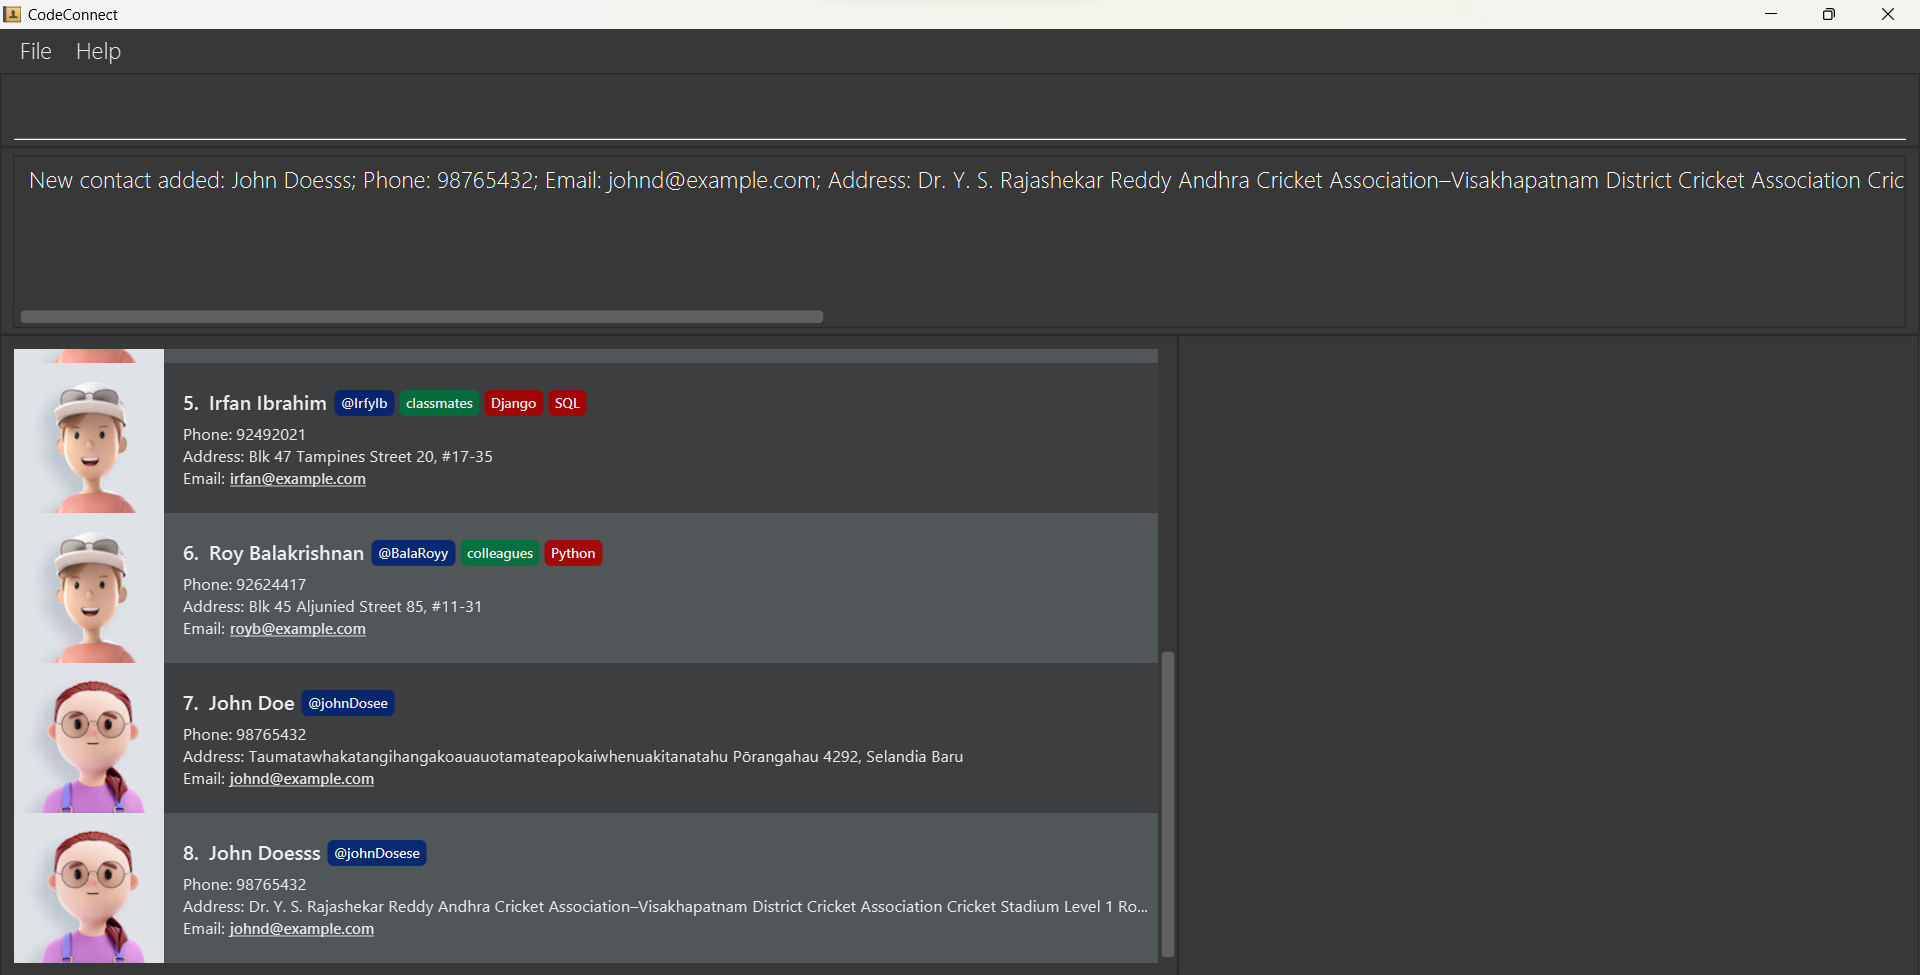 CodeConnect
File Help
New contact added: John Doesss; Phone: 98765432; Email: johnd@example.com; Address: Dr. Y. S. Rajashekar Reddy Andhra Cricket Association–Visakhapatnam District Cricket Association Cric
5. Irfan Ibrahim @IrfyIb classmates Django SQL
Phone: 92492021
Address: Blk 47 Tampines Street 20, #17-35
Email: irfan@example.com
6. Roy Balakrishnan @BalaRoyy colleagues Python
Phone: 92624417
Address: Blk 45 Aljunied Street 85, #11-31
Email: royb@example.com
7. John Doe @johnDosee
Phone: 98765432
Address: Taumatawhakatangihangakoauauotamateapokaiwhenuakitanatahu Pōrangahau 4292, Selandia Baru
Email: johnd@example.com
8. John Doesss @johnDosese
Phone: 98765432
Address: Dr. Y. S. Rajashekar Reddy Andhra Cricket Association–Visakhapatnam District Cricket Association Cricket Stadium Level 1 Ro...
Email: johnd@example.com